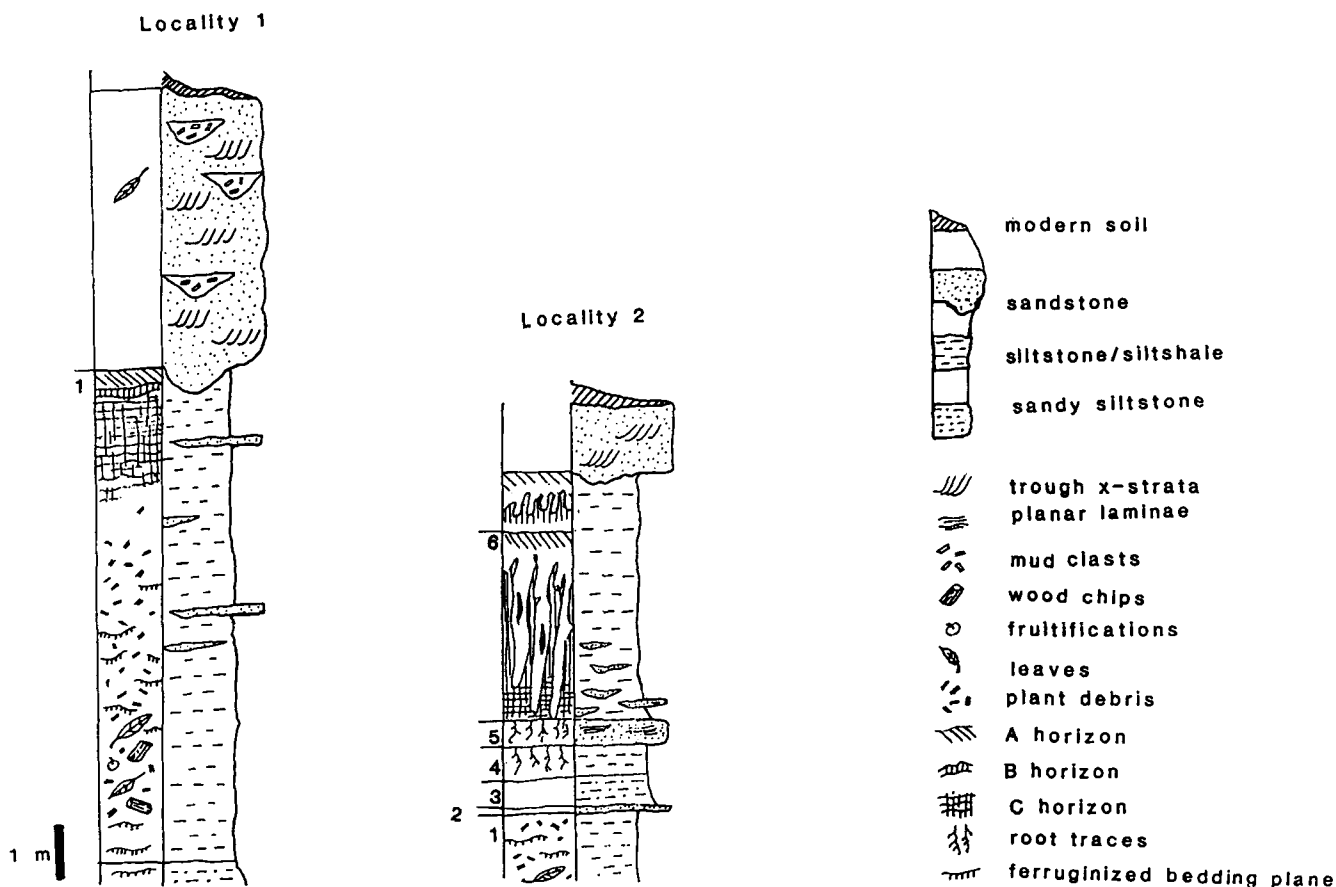 Locality 1
1
1 m
Locality 2
6
5
4
3
2
1
modern soil
sandstone
siltstone/siltshale
sandy siltstone
trough x-strata
planar laminae
mud clasts
wood chips
fruitifications
leaves
plant debris
A horizon
B horizon
C horizon
root traces
ferruginized bedding plane